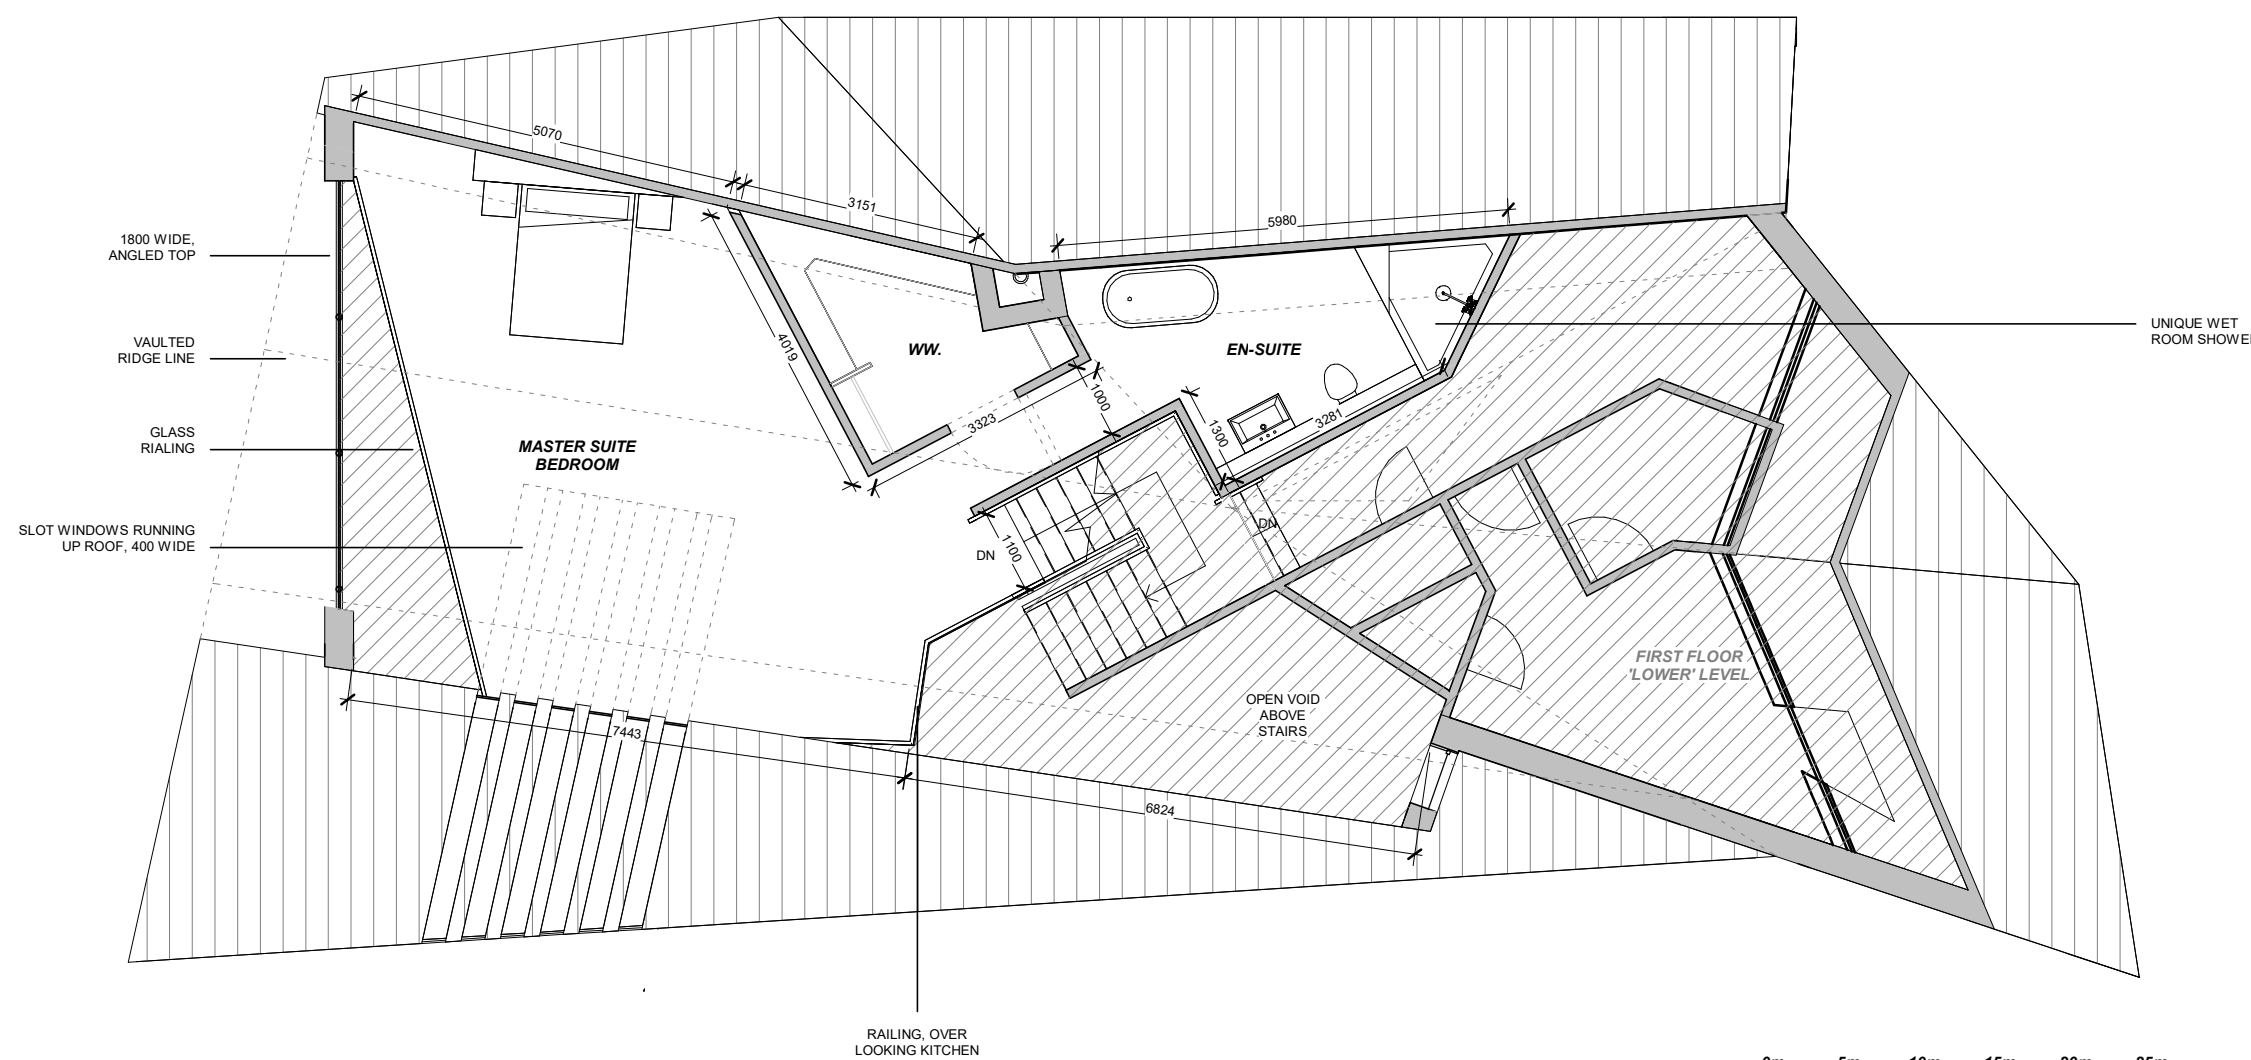 5070
3151
5980
1800 WIDE,
ANGLED TOP
VAULTED
RIDGE LINE
GLASS
RIALING
SLOT WINDOWS RUNNING
UP ROOF, 400 WIDE
MASTER SUITE
BEDROOM
4019
WW.
3323
1000
EN-SUITE
1300
3281
UNIQUE WET
ROOM SHOWE
DN
1100
DN
FIRST FLOOR
'LOWER' LEVEL
OPEN VOID
ABOVE
STAIRS
7443
6824
RAILING, OVER
LOOKING KITCHEN
0m 5m 10m 15m 20m 25m